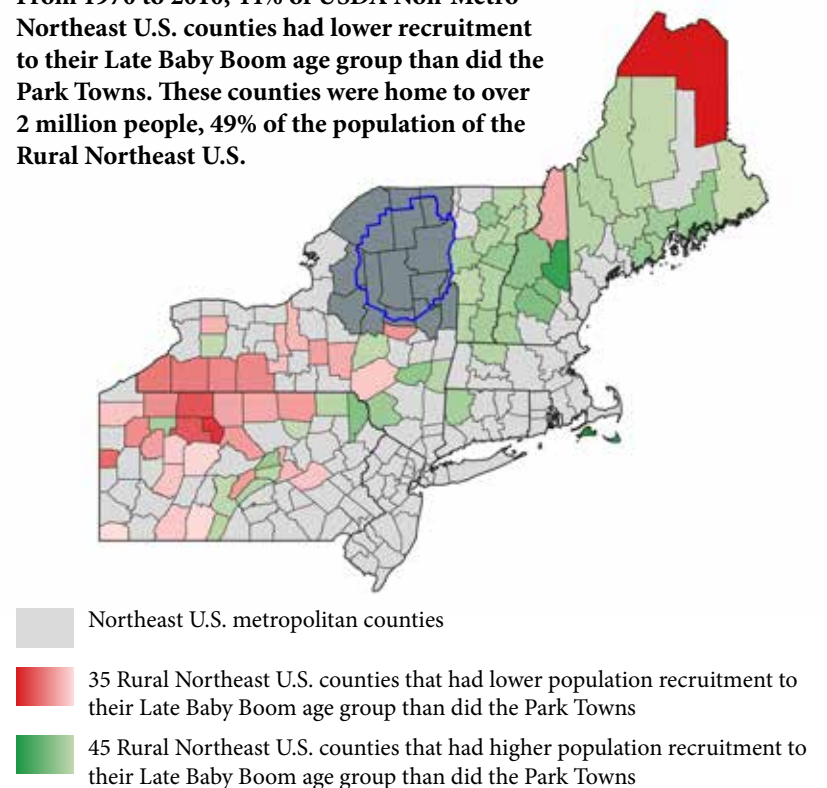 Northeast U.S. counties had lower recruitment
to their Late Baby Boom age group than did the
Park Towns. These counties were home to over
2 million people, 49% of the population of the
Rural Northeast U.S.
Northeast U.S. metropolitan counties
35 Rural Northeast U.S. counties that had lower population recruitment to
their Late Baby Boom age group than did the Park Towns
45 Rural Northeast U.S. counties that had higher population recruitment to
their Late Baby Boom age group than did the Park Towns